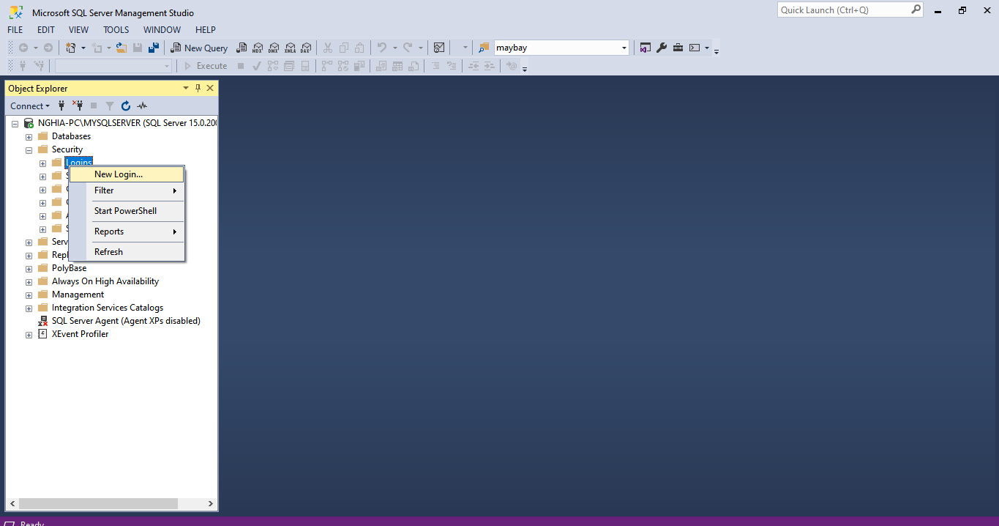 Microsoft SQL Server Management Studio
Quick Launch (Ctrl+Q)
FILE EDIT VIEW TOOLS WINDOW HELP
New Query
MDX DMX XMLA DAX
maybay
Execute
Object Explorer
Connect
NGHIA-PC\MYSQLSERVER (SQL Server 15.0.200
Databases
Security
Logins
New Login...
Filter
Start PowerShell
Reports
Refresh
Serv
Repl
PolyBase
Always On High Availability
Management
Integration Services Catalogs
SQL Server Agent (Agent XPs disabled)
XEvent Profiler
Ready